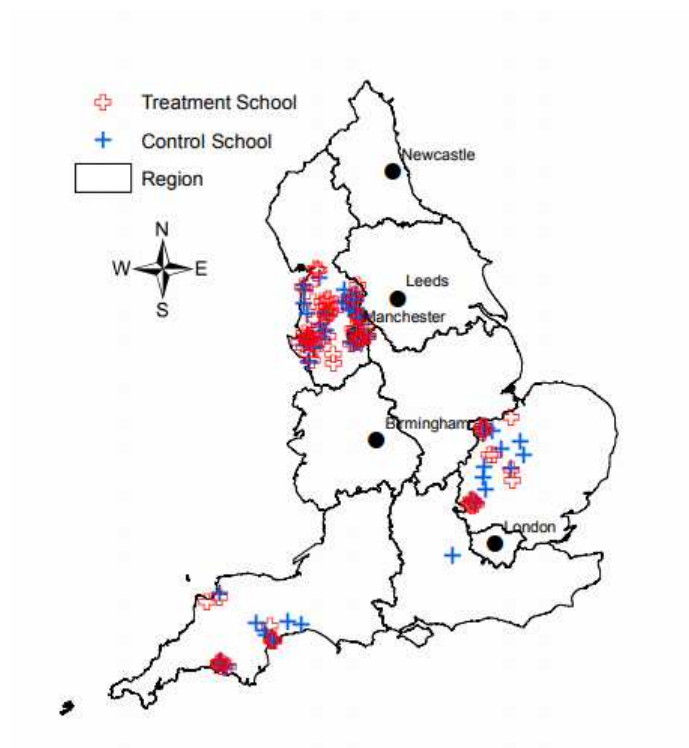 Treatment School
Control School
Region
N
W E
S
Newcastle
Leeds
Manchester
Birmingham
London